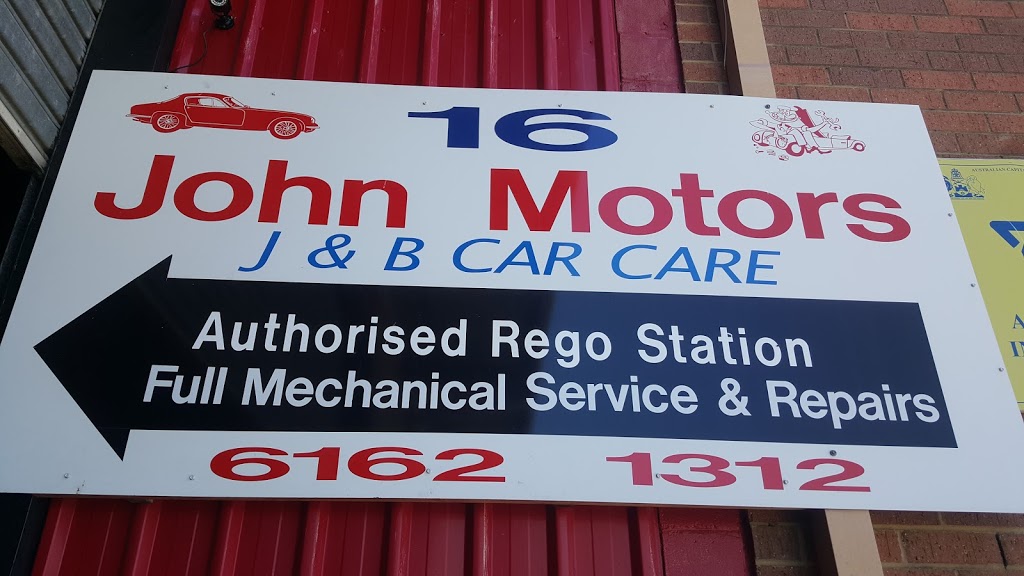 16
John Motors
J & B CAR CARE
Authorised Rego Station
Full Mechanical Service & Repairs
6162 1312